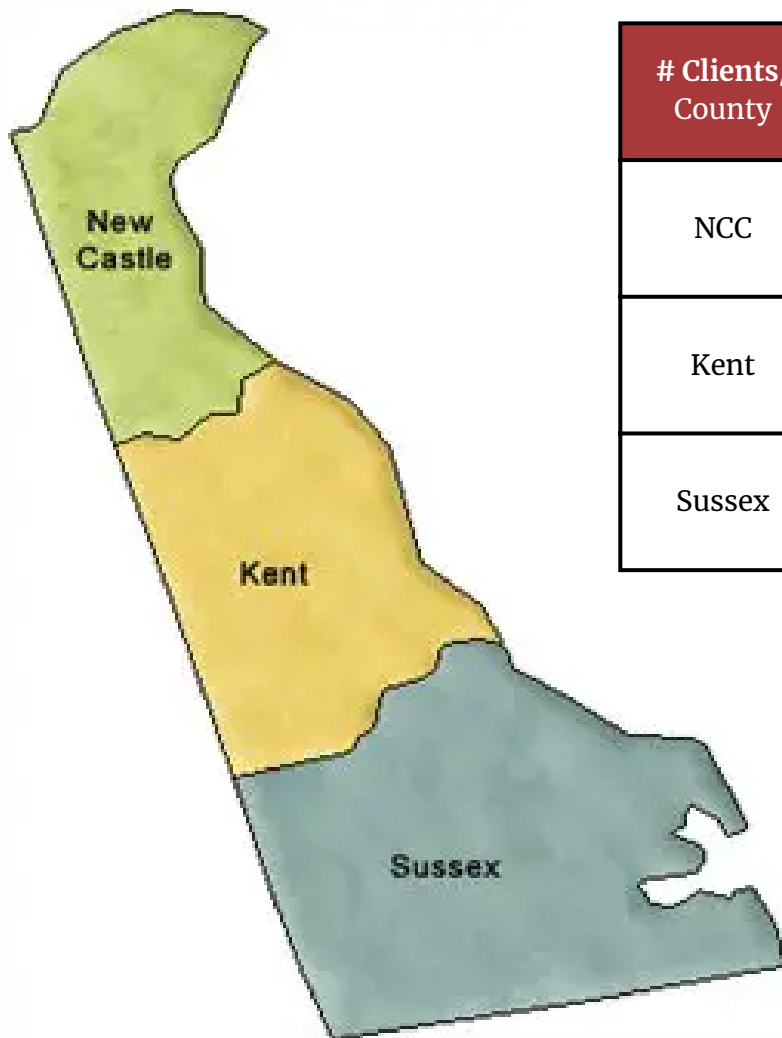 New
Castle
Kent
Sussex
# Clients/
County
NCC
Kent
Sussex